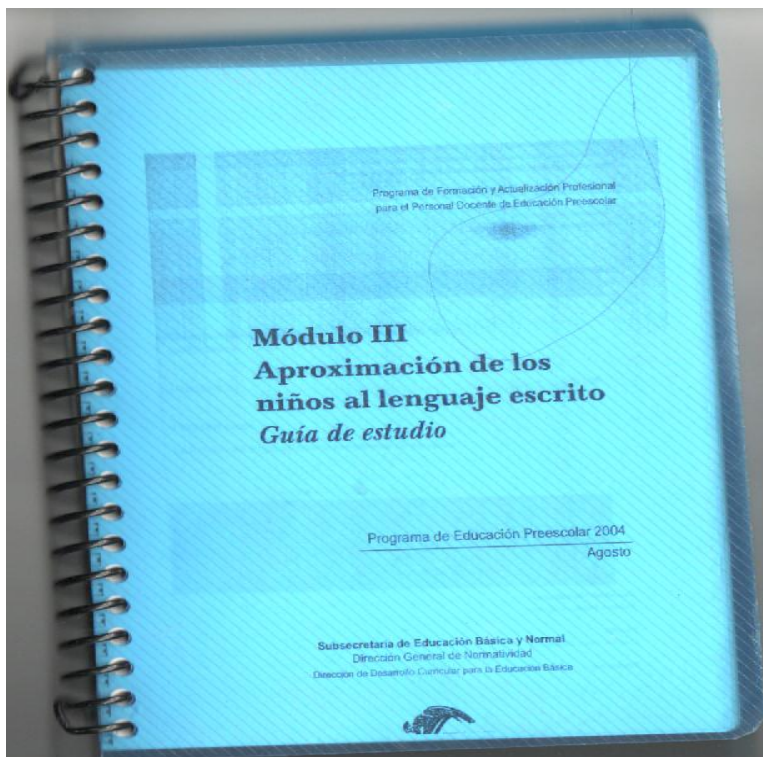 Programa de Formación y Actualización Profesional
para el Personal Docente de Educación Preescolar
Módulo III
Aproximación de los
niños al lenguaje escrito
Guía de estudio
Programa de Educación Preescolar 2004
Agosto
Subsecretaría de Educación Básica y Normal
Dirección General de Normatividad
Dirección de Desarrollo Curricular para la Educación Básica